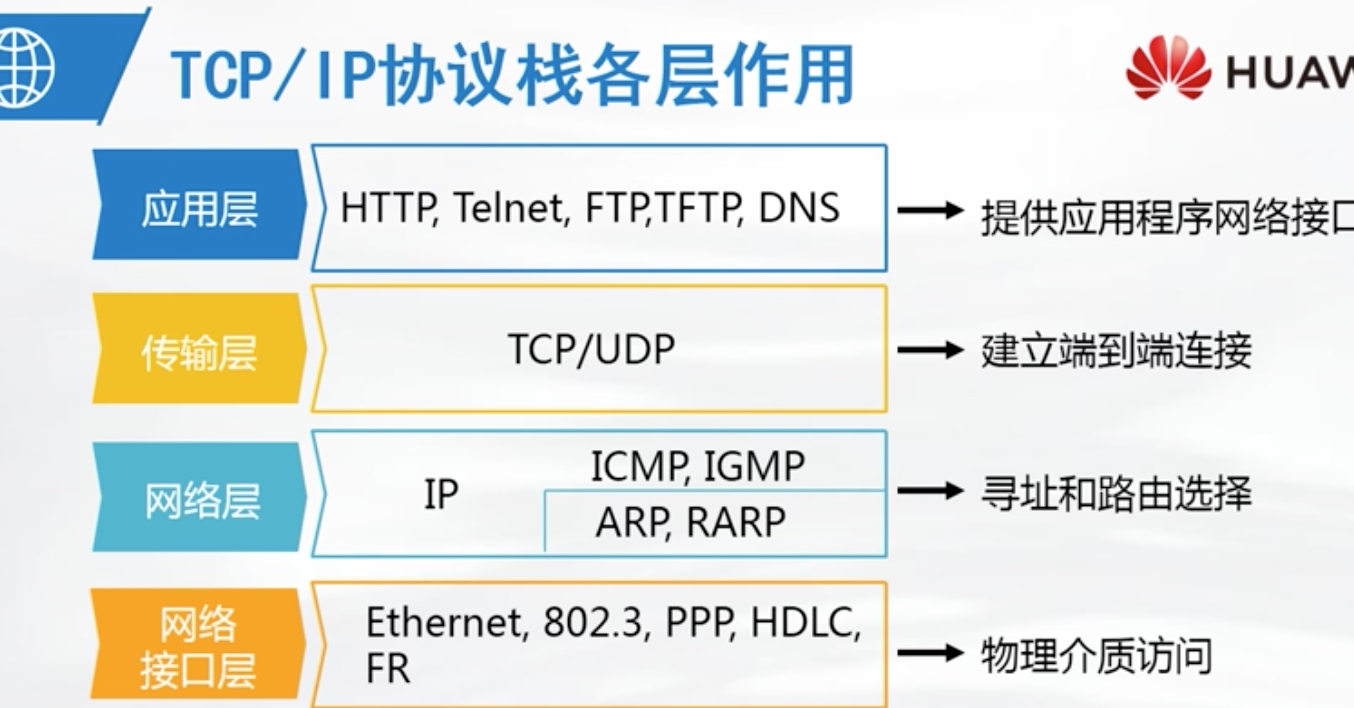 TCP/IP协议栈各层作用
应用层
HTTP, Telnet, FTP,TFTP, DNS
提供应用程序网络接口
传输层
TCP/UDP
建立端到端连接
网络层
IP
ICMP, IGMP
ARP, RARP
寻址和路由选择
网络
接口层
Ethernet, 802.3, PPP, HDLC,
FR
物理介质访问